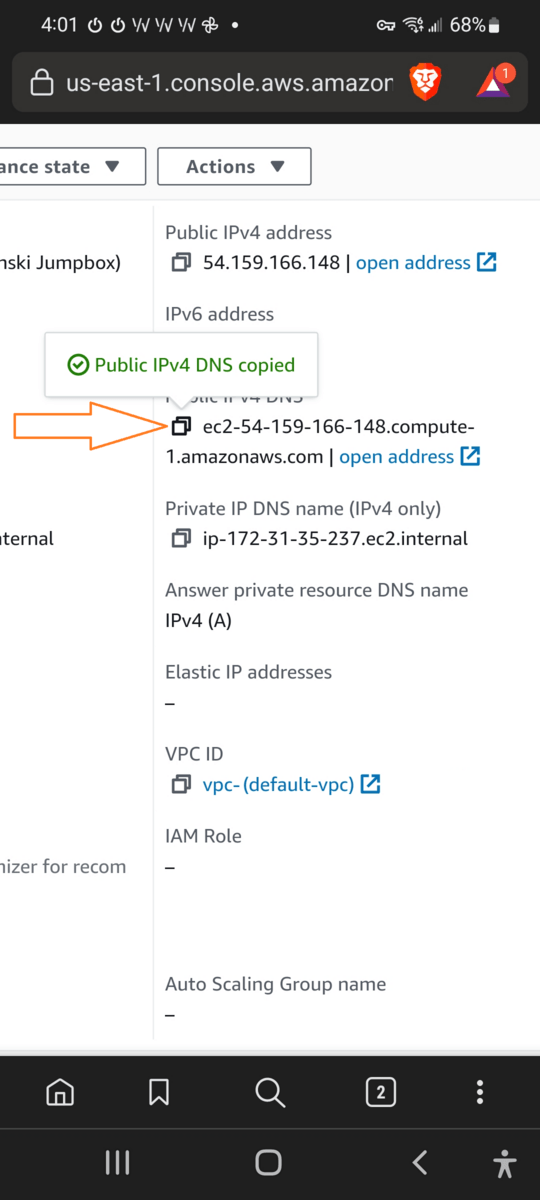 4:01
68%
us-east-1.console.aws.amazon
1
ance state
Actions
Public IPv4 address
nski Jumpbox)
54.159.166.148 | open address
IPv6 address
Public IPv4 DNS copied
Public IPv4 DNS
ec2-54-159-166-148.compute-
1.amazonaws.com | open address
Private IP DNS name (IPv4 only)
ternal
ip-172-31-35-237.ec2.internal
Answer private resource DNS name
IPv4 (A)
Elastic IP addresses
–
VPC ID
vpc- (default-vpc)
IAM Role
nizer for recom
–
Auto Scaling Group name
–
2